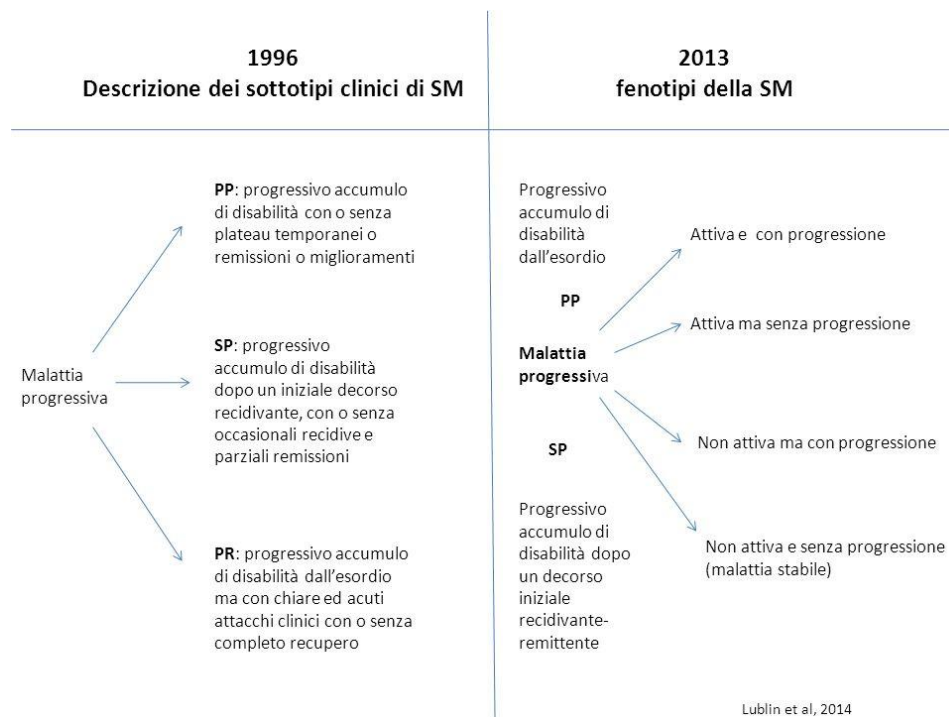 1996
Descrizione dei sottotipi clinici di SM
Malattia
progressiva
PP: progressivo accumulo
di disabilità con o senza
plateau temporanei o
remissioni o miglioramenti
SP: progressivo
accumulo di disabilità
dopo un iniziale decorso
recidivante, con o senza
occasionali recidive e
parziali remissioni
PR: progressivo accumulo
di disabilità dall'esordio
ma con chiare ed acuti
attacchi clinici con o senza
completo recupero
2013
fenotipi della SM
Progressivo
accumulo di
disabilità
dall'esordio
PP
Malattia
progressiva
SP
Progressivo
accumulo di
disabilità dopo
un decorso
iniziale
recidivante-
remittente
Attiva e con progressione
Attiva ma senza progressione
Non attiva ma con progressione
Non attiva e senza progressione
(malattia stabile)
Lublin et al, 2014